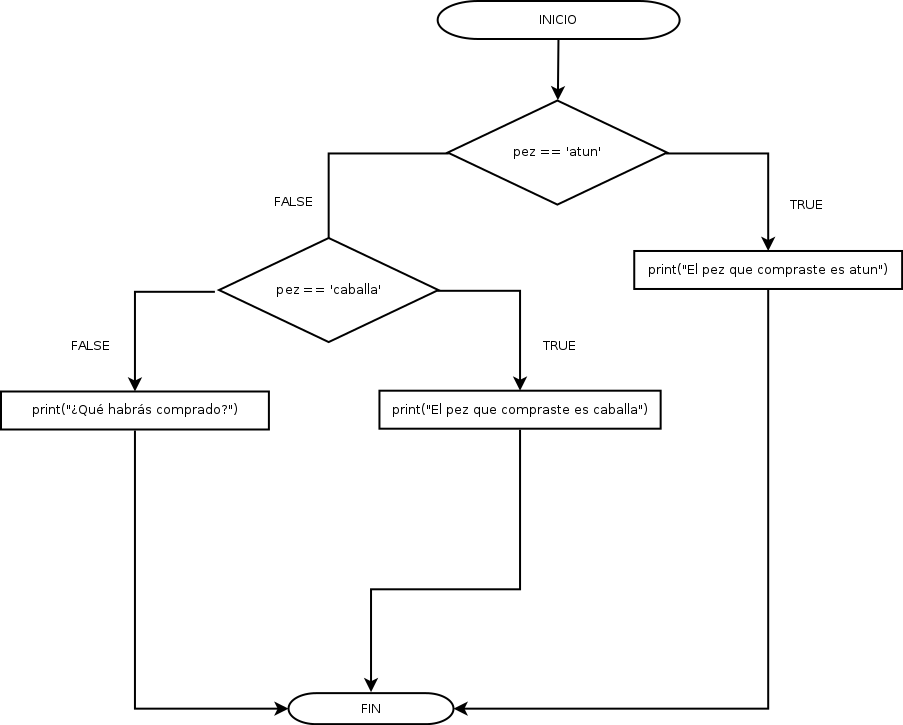 INICIO
pez == 'atun'
FALSE
TRUE
print("El pez que compraste es atun")
pez == 'caballa'
FALSE
TRUE
print("¿Qué habrás comprado?")
print("El pez que compraste es caballa")
FIN